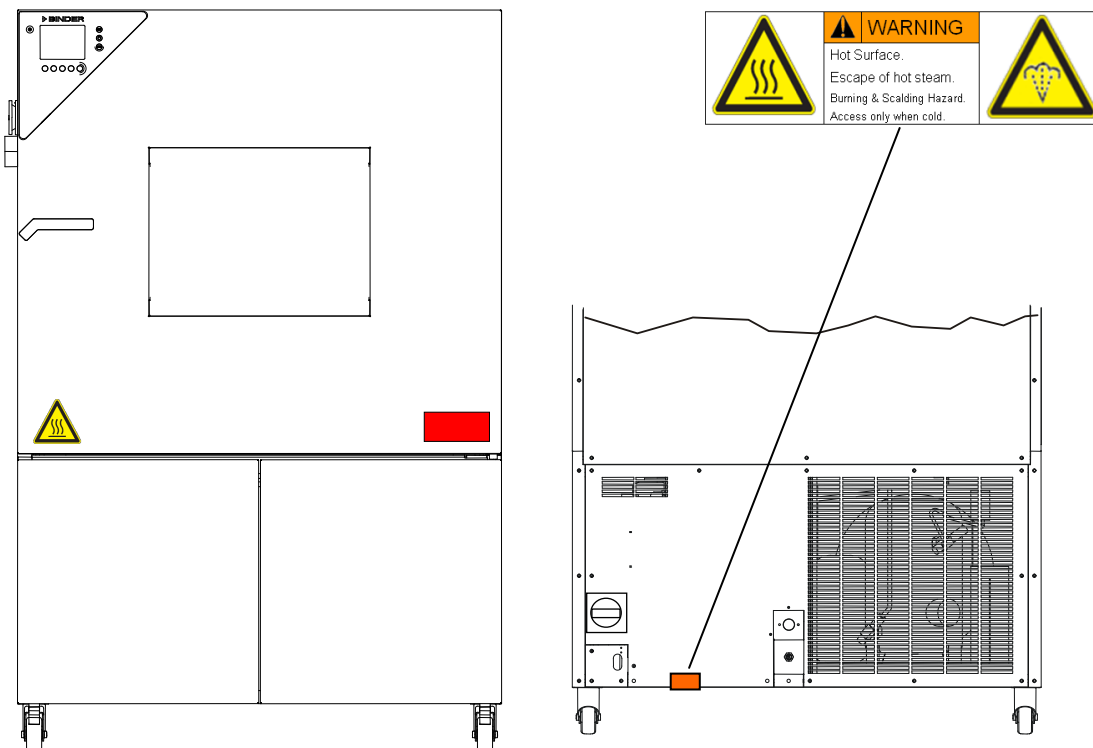 BINDER
WARNING
Hot Surface.
Escape of hot steam.
Burning & Scalding Hazard.
Access only when cold.